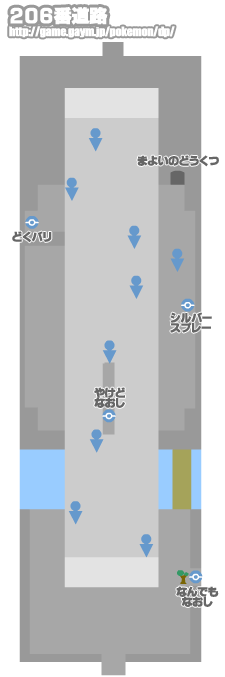 206番道路
http://game.gaym.jp/pokemon/dp/
まよいのどうくつ
どくバリ
シルバー
スプレー
やけど
なおし
なんでも
なおし